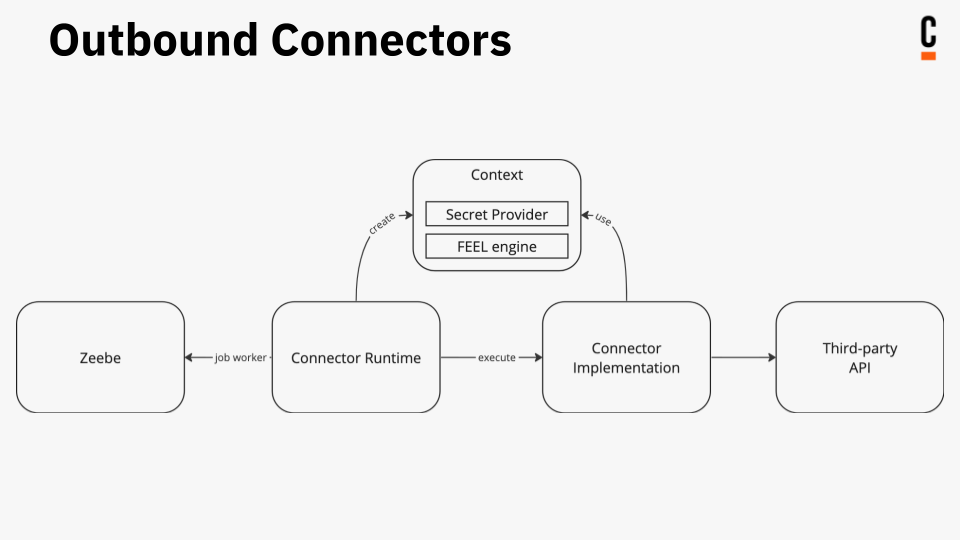 Outbound Connectors
C
Context
Secret Provider
FEEL engine
create
use
Zeebe
job worker
Connector Runtime
execute
Connector
Implementation
Third-party
API